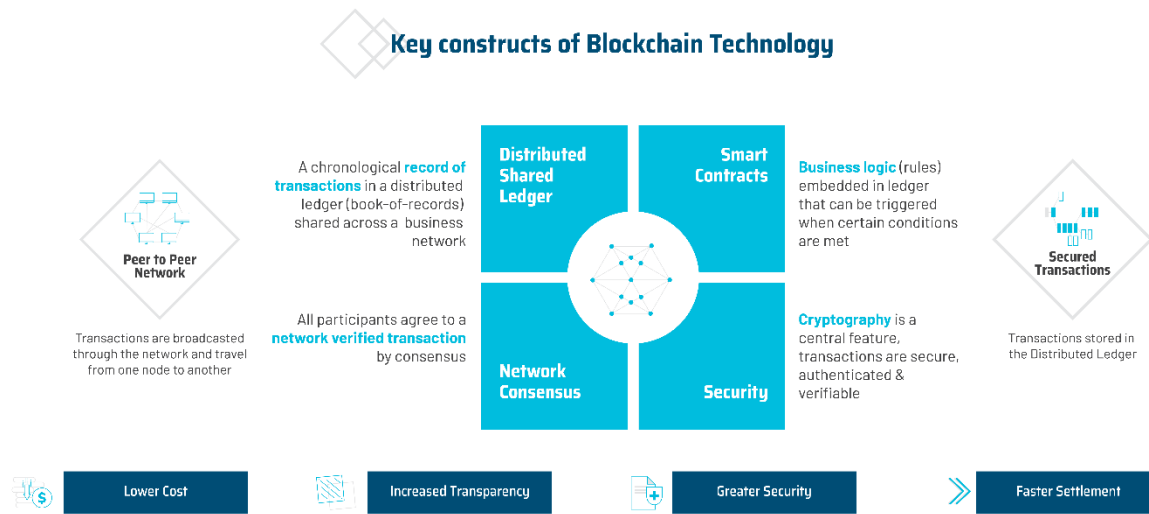 Key constructs of Blockchain Technology
Peer to Peer
Network
Transactions are broadcasted
through the network and travel
from one node to another
A chronological record of
transactions in a distributed
ledger (book-of-records)
shared across a business
network
Distributed
Shared
Ledger
Smart
Contracts
Business logic (rules)
embedded in ledger
that can be triggered
when certain conditions
are met
All participants agree to a
network verified transaction
by consensus
Network
Consensus
Security
Cryptography is a
central feature,
transactions are secure,
authenticated &
verifiable
Secured
Transactions
Transactions stored in
the Distributed Ledger
$
Lower Cost
Increased Transparency
Greater Security
Faster Settlement